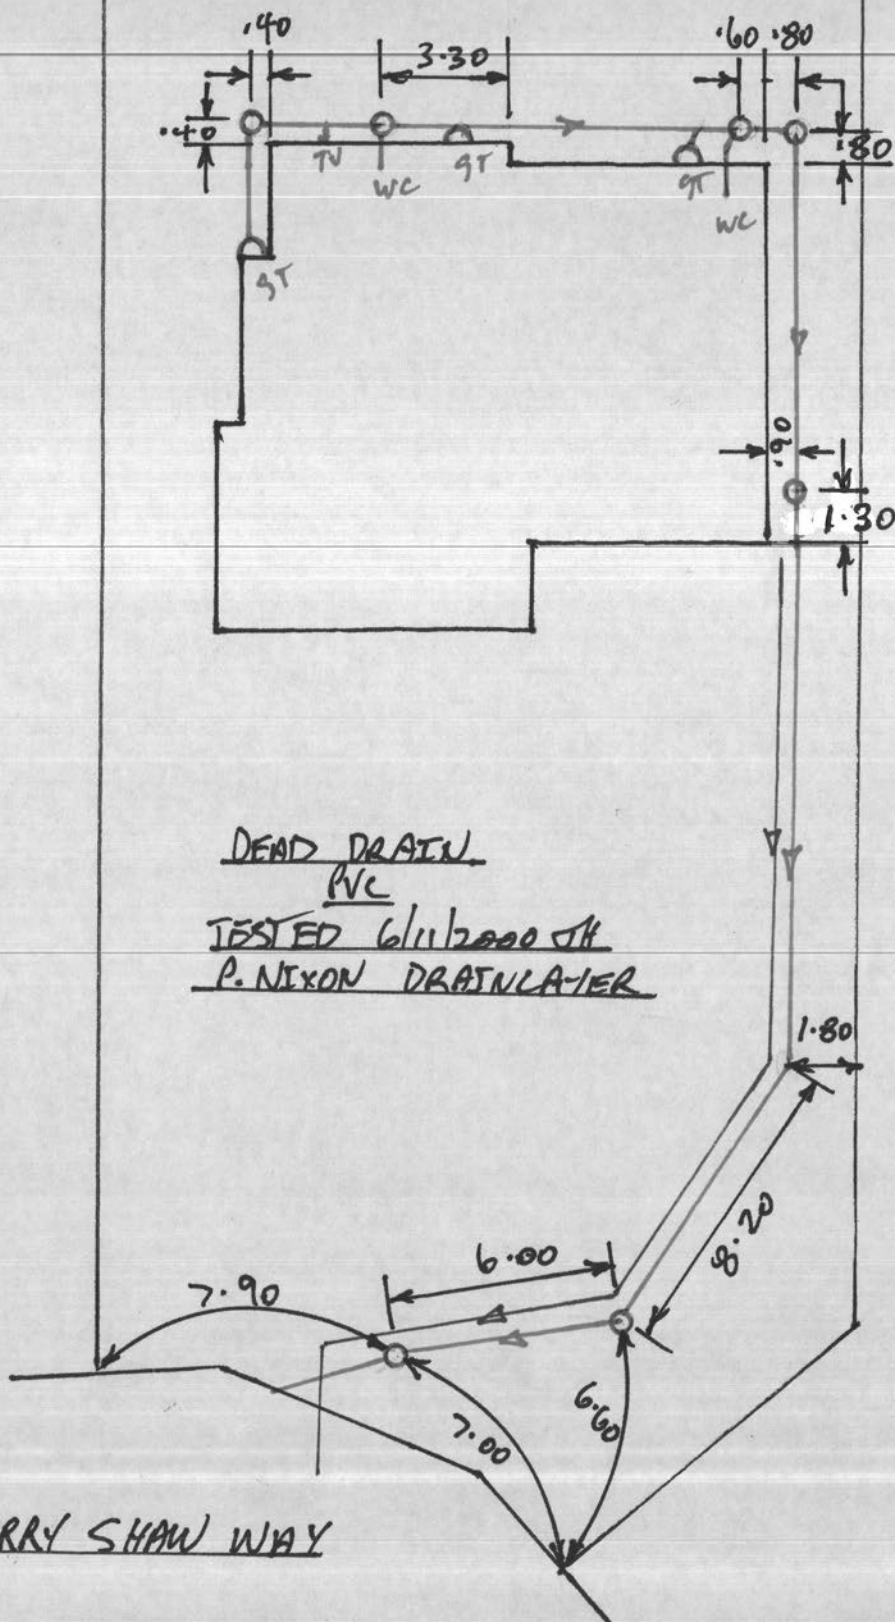 .40
3.30
.60 .80
.40
.80
TV
WC
GT
GT
WC
GT
.90
1.30
DEAD DRAIN
PVC
TESTED 6/11/2000 JH
P. NIXON DRAINLAYER
1.80
8.20
6.00
7.90
6.60
7.00
RRY SHAW WAY